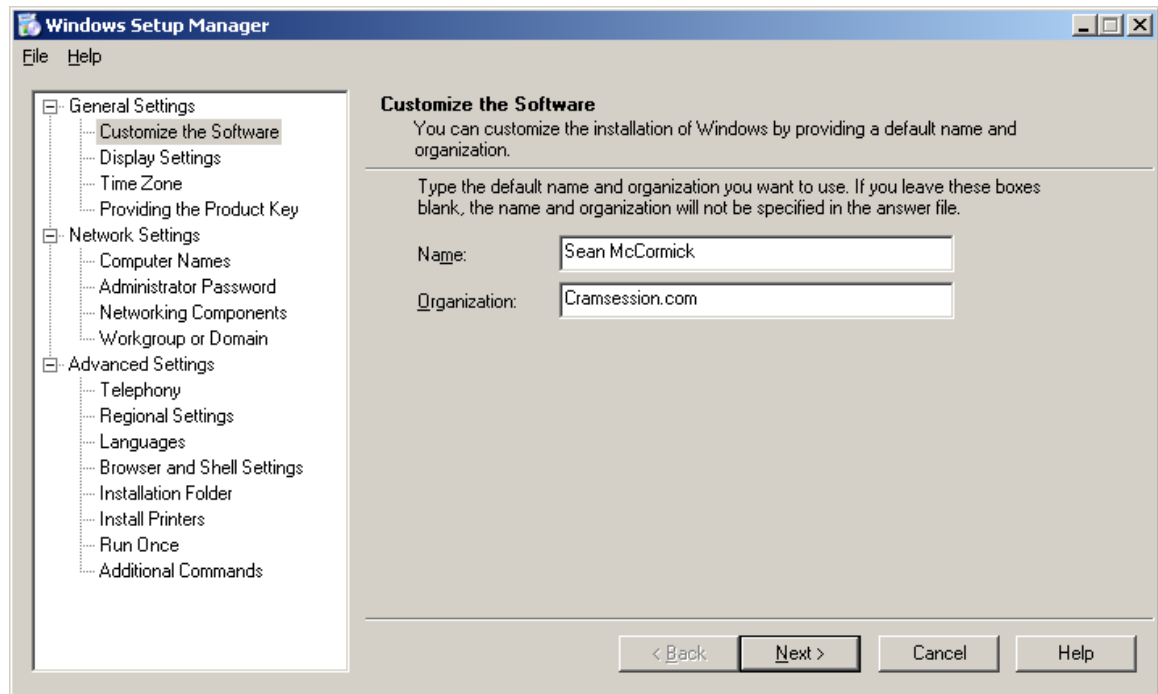 Windows Setup Manager
File Help
General Settings
Customize the Software
Display Settings
Time Zone
Providing the Product Key
Network Settings
Computer Names
Administrator Password
Networking Components
Workgroup or Domain
Advanced Settings
Telephony
Regional Settings
Languages
Browser and Shell Settings
Installation Folder
Install Printers
Run Once
Additional Commands
Customize the Software
You can customize the installation of Windows by providing a default name and
organization.
Type the default name and organization you want to use. If you leave these boxes
blank, the name and organization will not be specified in the answer file.
Name: Sean McCormick
Organization: Cramsession.com
< Back Next > Cancel Help